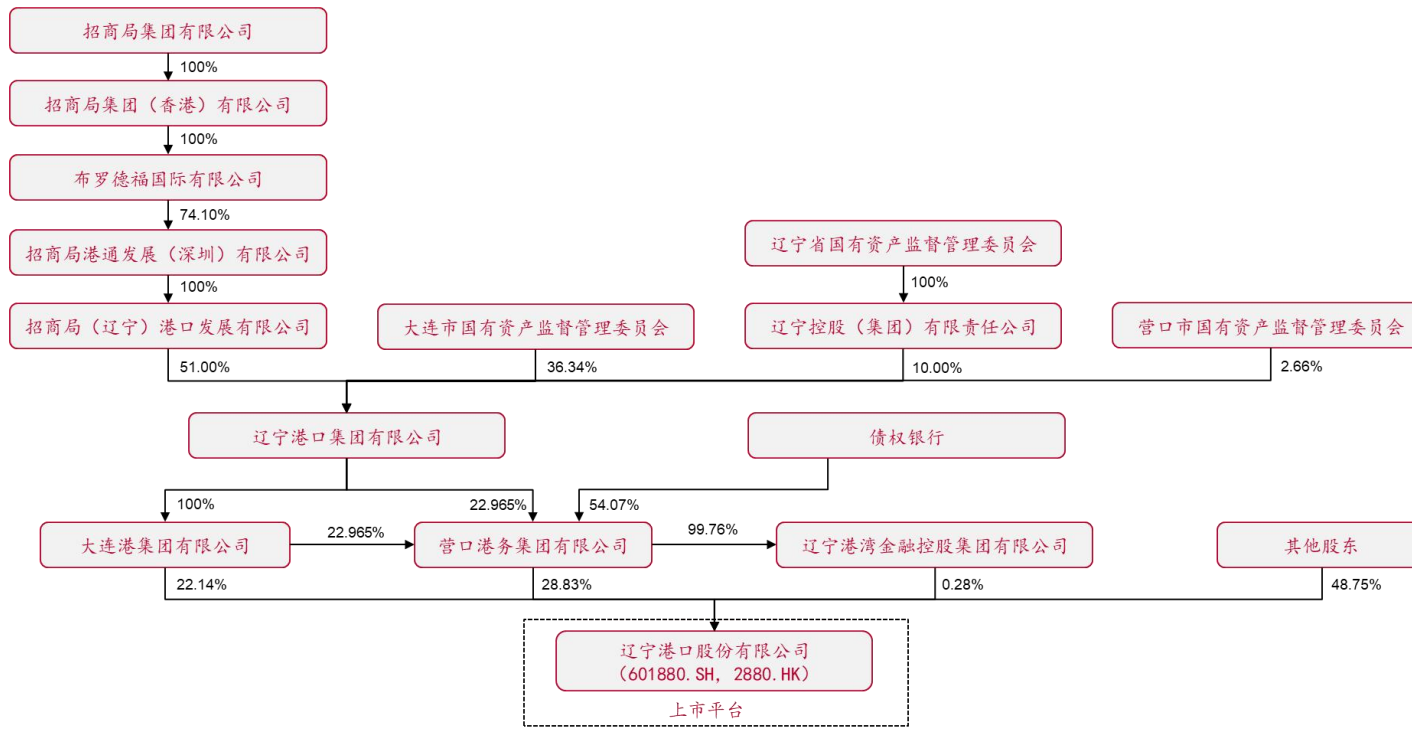 招商局集团有限公司
100%
招商局集团（香港）有限公司
100%
布罗德福国际有限公司
74.10%
招商局港通发展（深圳）有限公司
辽宁省国有资产监督管理委员会
100%
100%
招商局（辽宁）港口发展有限公司
大连市国有资产监督管理委员会
辽宁控股（集团）有限责任公司
营口市国有资产监督管理委员会
51.00%
36.34%
10.00%
2.66%
辽宁港口集团有限公司
债权银行
100%
22.965%
54.07%
大连港集团有限公司
22.965%
营口港务集团有限公司
99.76%
辽宁港湾金融控股集团有限公司
其他股东
22.14%
28.83%
0.28%
48.75%
辽宁港口股份有限公司
（601880.SH, 2880.HK）
上市平台